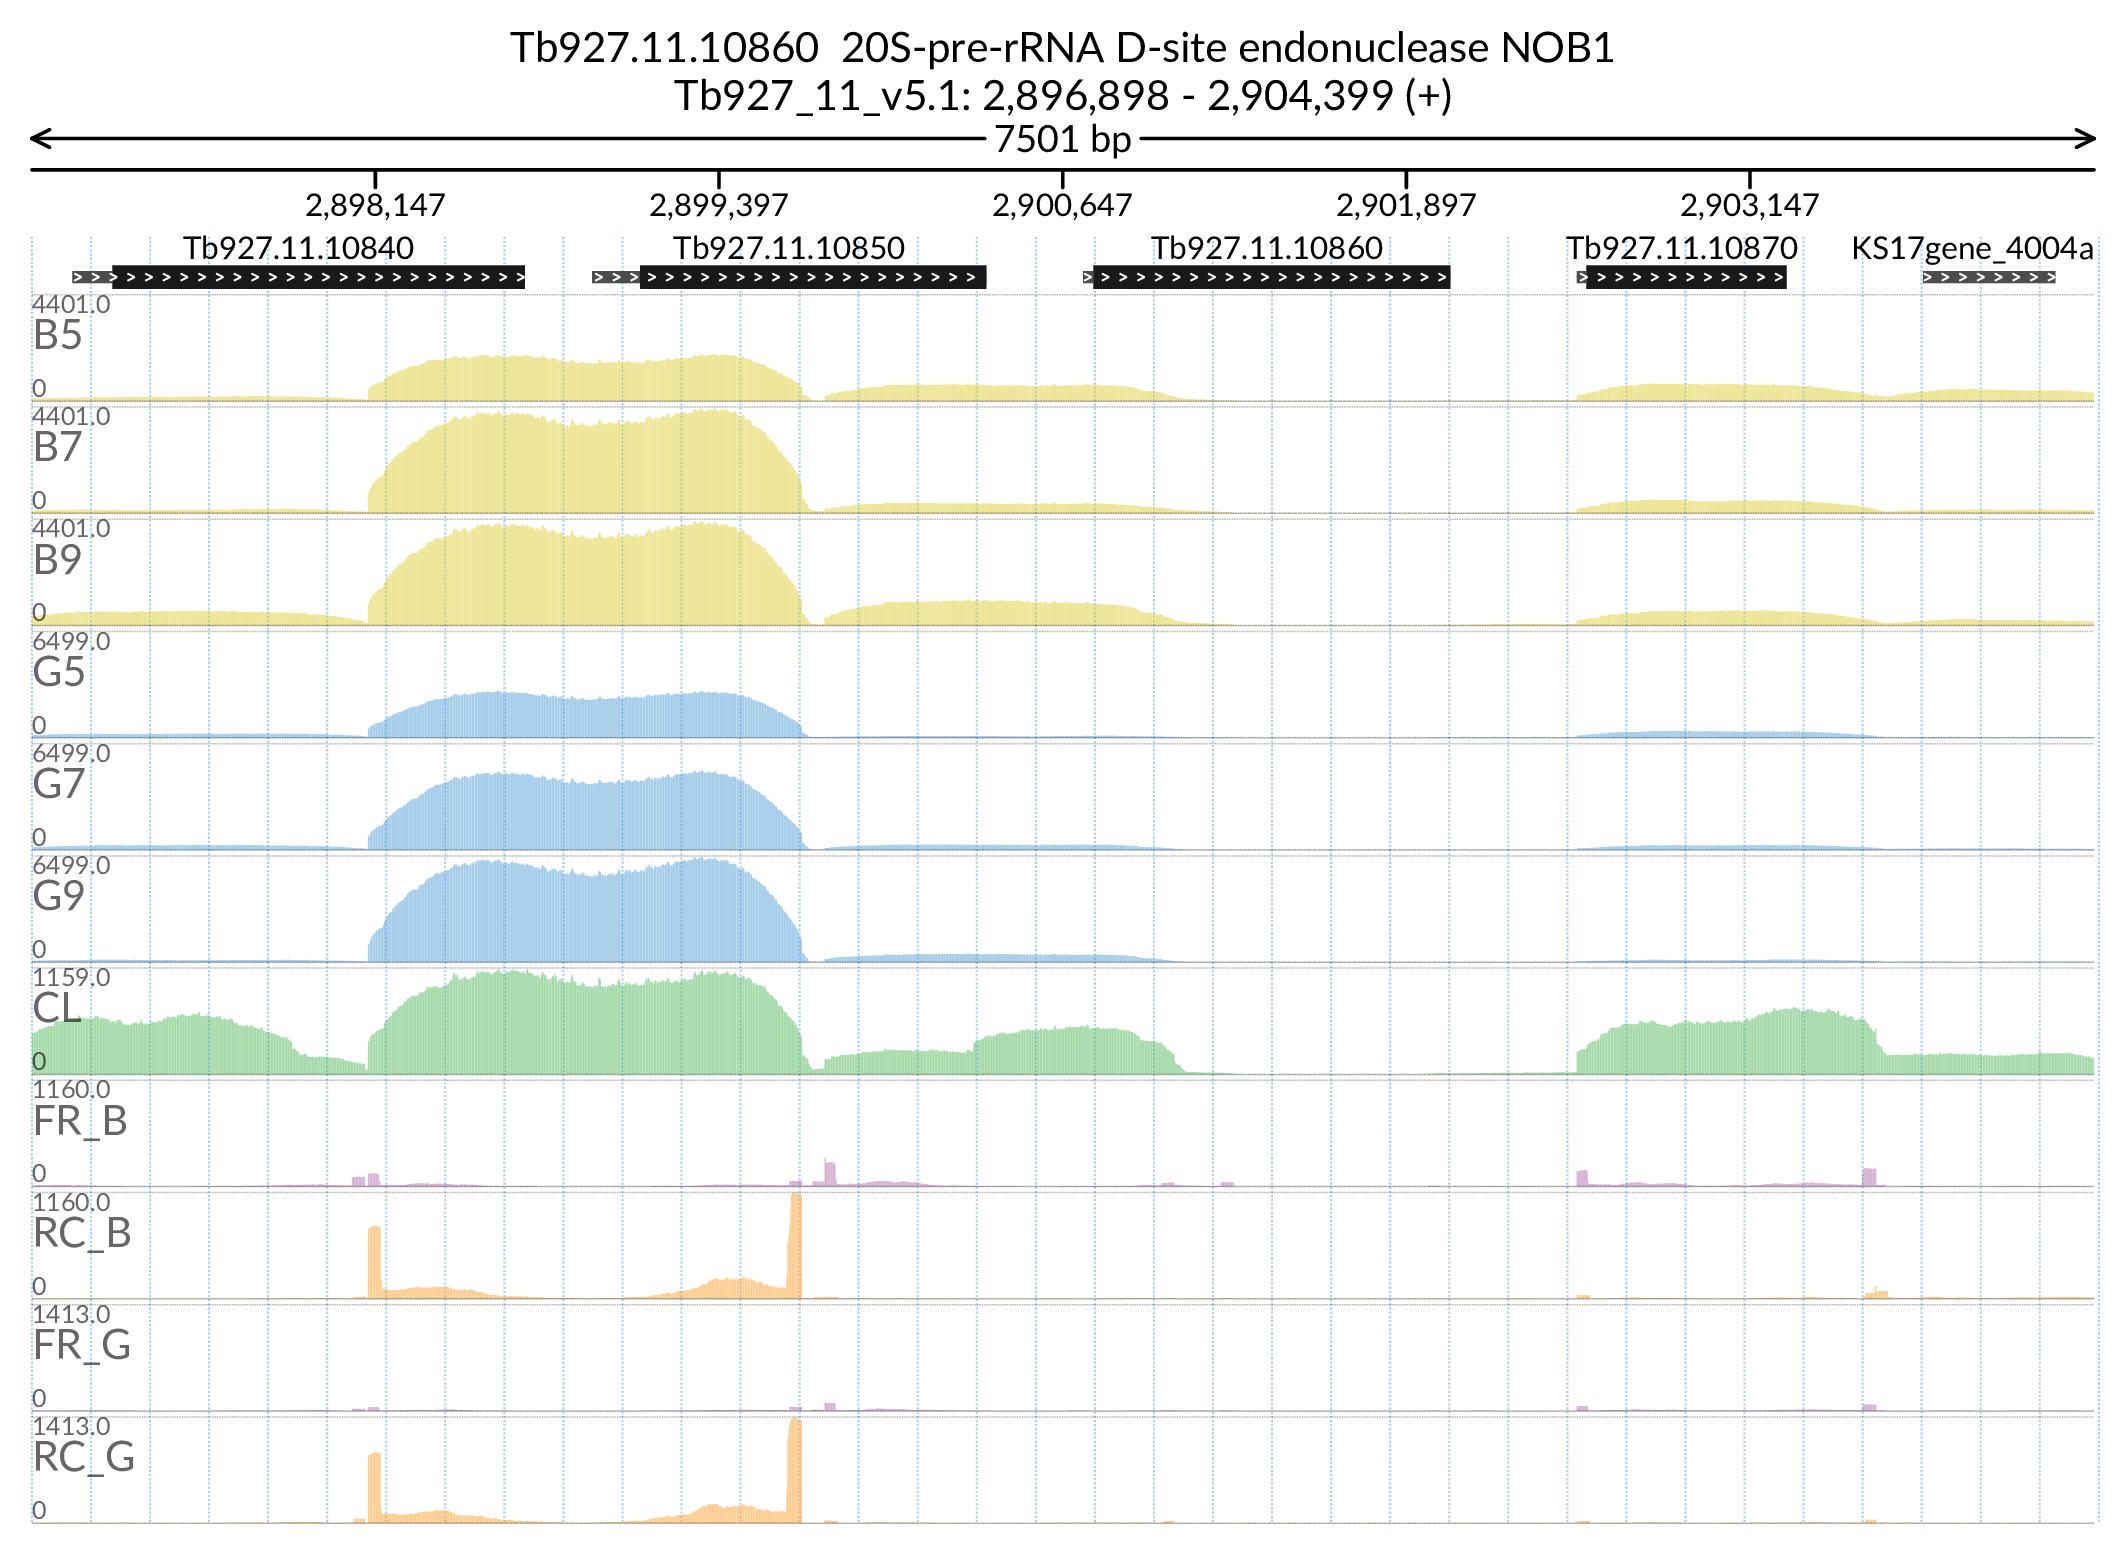 Tb927.11.10860  20S-pre-rRNA D-site endonuclease NOB1
Tb927_11_v5.1: 2,896,898 - 2,904,399 (+)
7501 bp
2,898,147 2,899,397 2,900,647 2,901,897 2,903,147
Tb927.11.10840 Tb927.11.10850 Tb927.11.10860 Tb927.11.10870 KS17gene_4004a
4401.0
B5
0
4401.0
B7
0
4401.0
B9
0
6499.0
G5
0
6499.0
G7
0
6499.0
G9
0
1159.0
CL
0
1160.0
FR_B
0
1160.0
RC_B
0
1413.0
FR_G
0
1413.0
RC_G
0